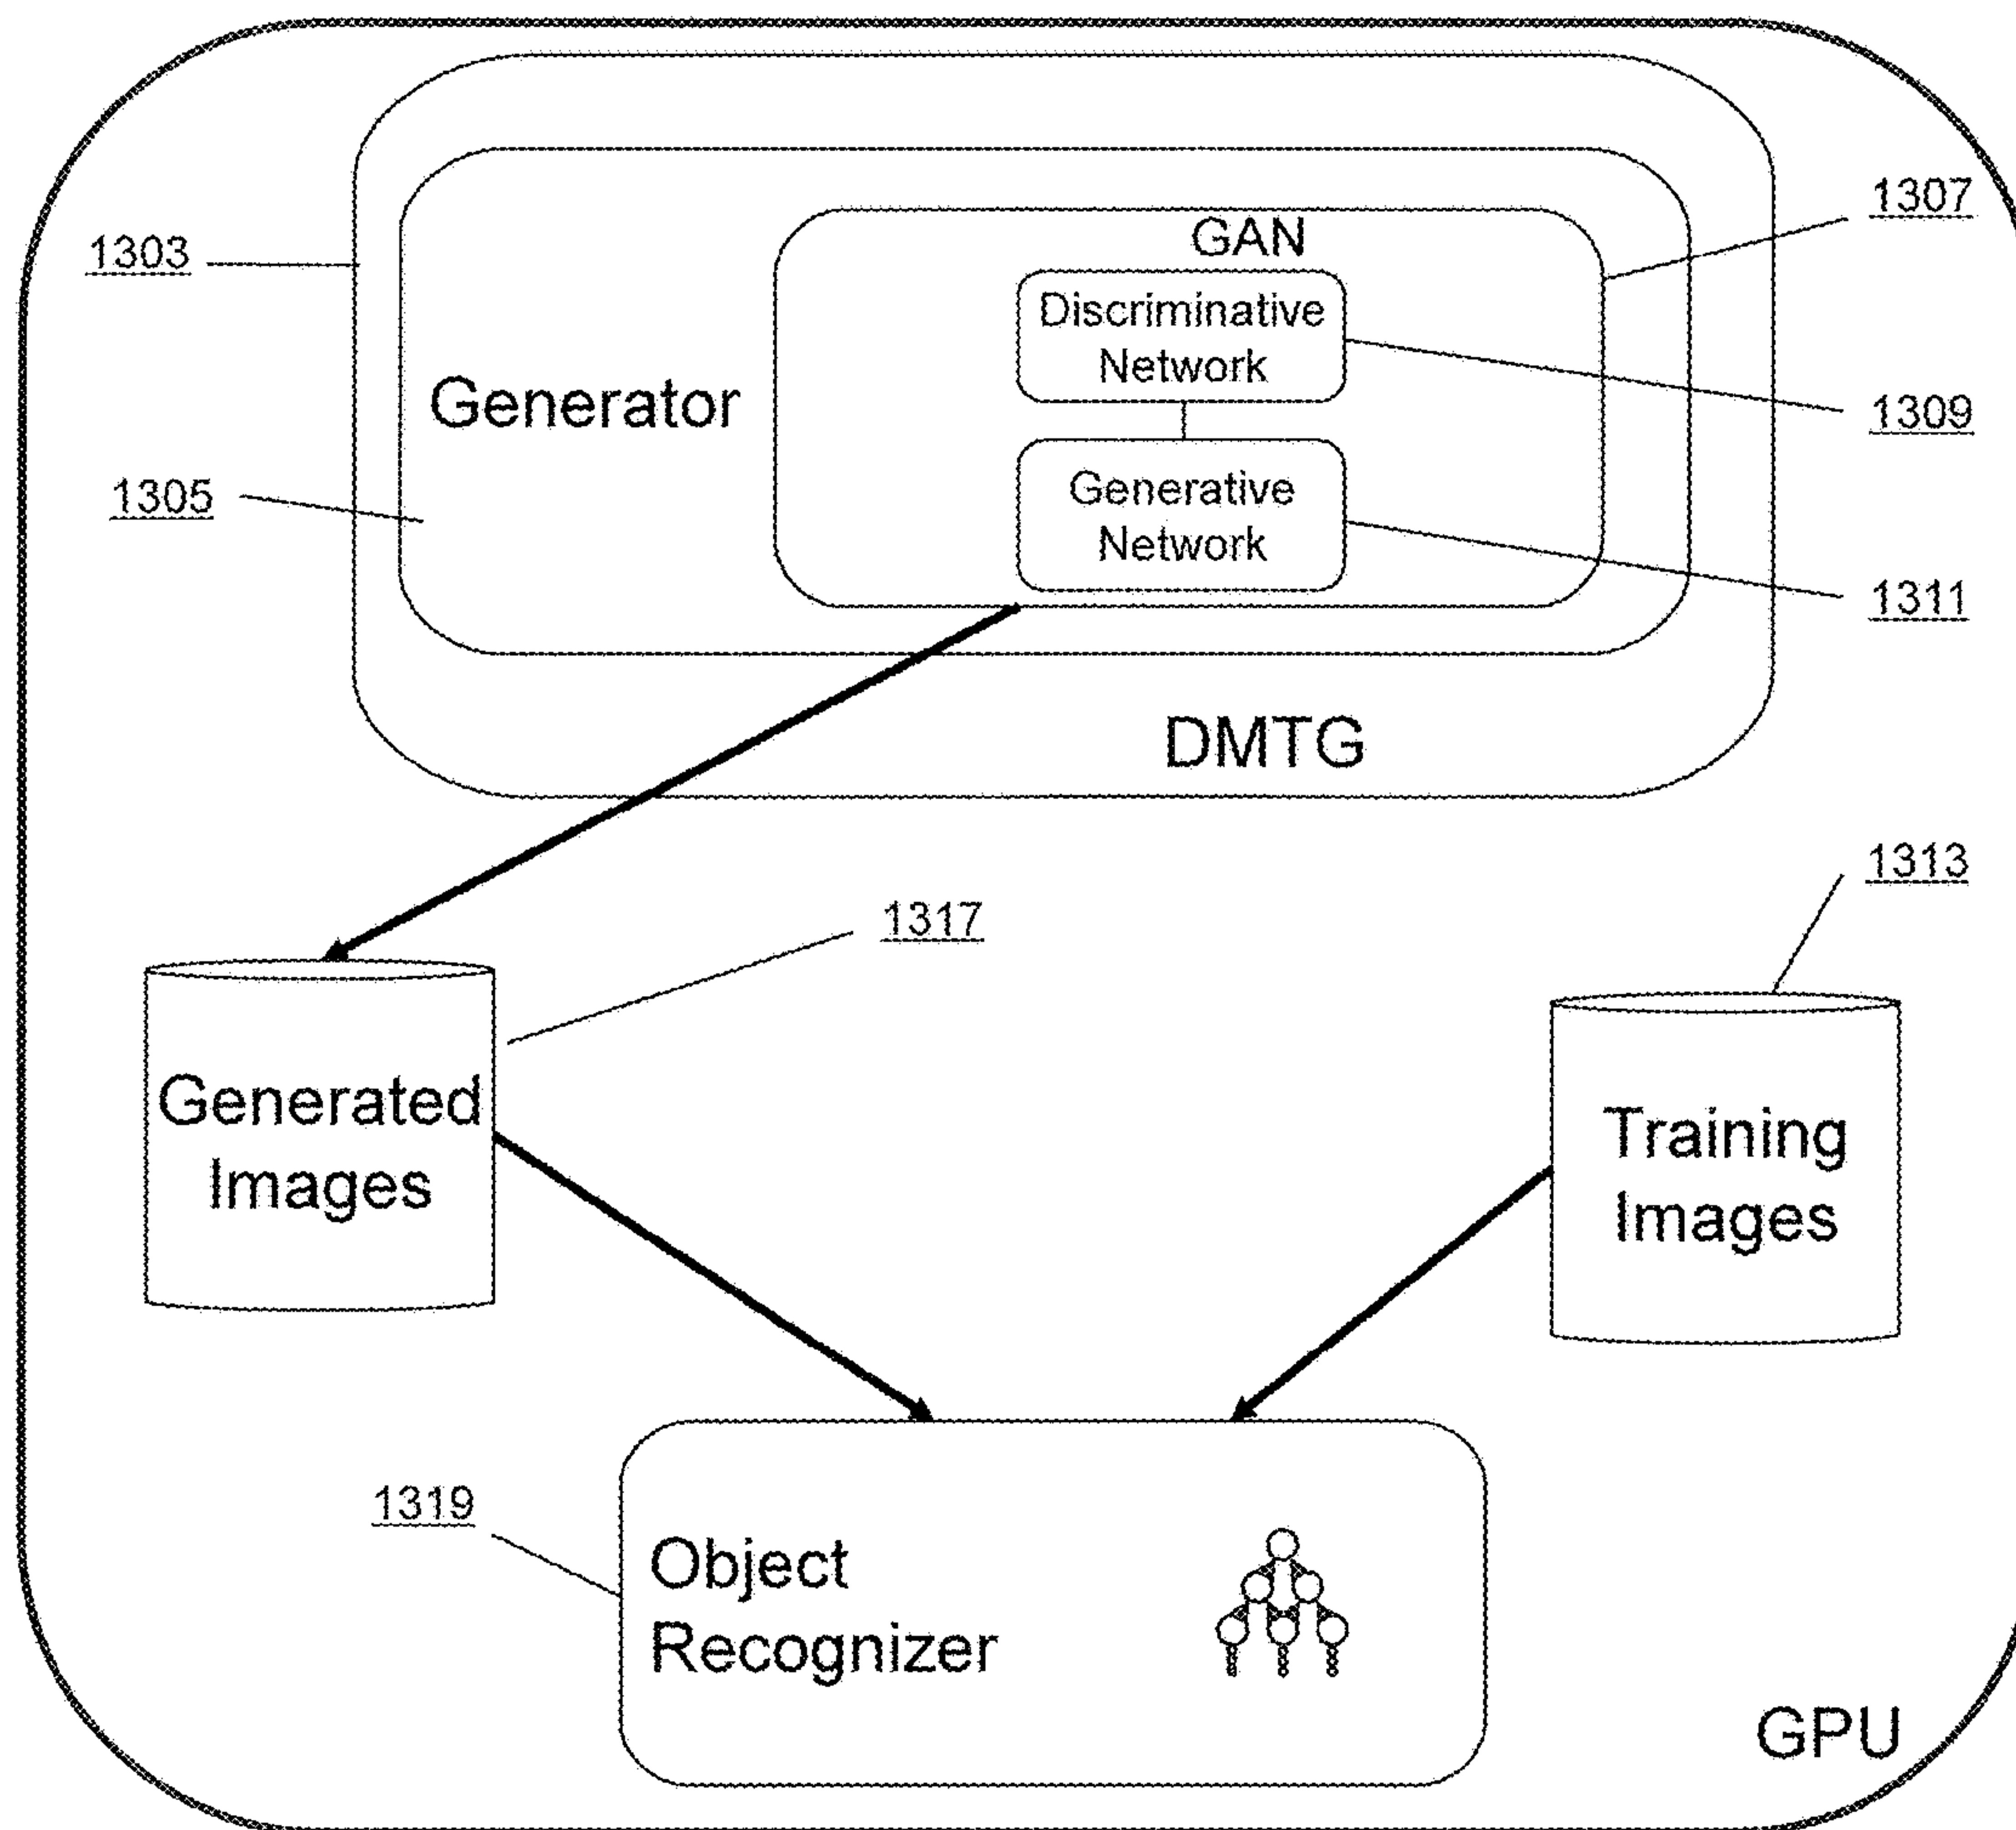 1307
1303
GAN
Discriminative
Network
Generator
1309
1305
Generative
Network
1311
DMTG
1313
1317
Generated
Images
Training
Images
1319
Object
Recognizer
GPU